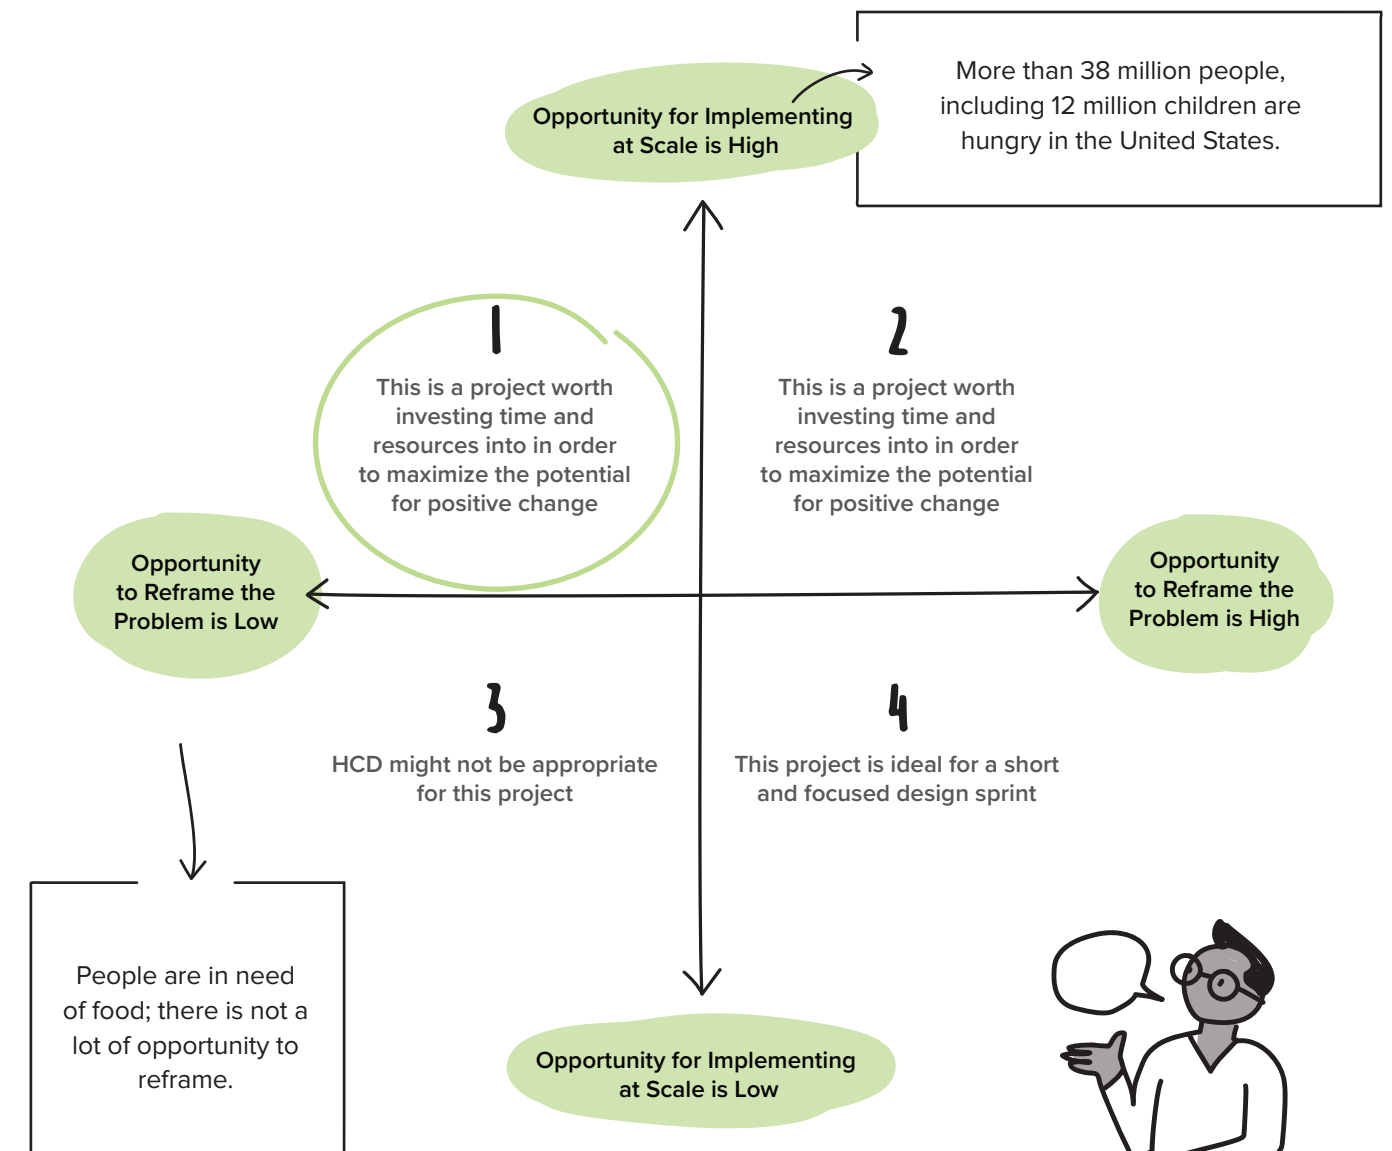 Opportunity for Implementing
at Scale is High
More than 38 million people,
including 12 million children are
hungry in the United States.
1
This is a project worth
investing time and
resources into in order
to maximize the potential
for positive change
2
This is a project worth
investing time and
resources into in order
to maximize the potential
for positive change
Opportunity
to Reframe the
Problem is Low
Opportunity
to Reframe the
Problem is High
3
HCD might not be appropriate
for this project
4
This project is ideal for a short
and focused design sprint
People are in need
of food; there is not a
lot of opportunity to
reframe.
Opportunity for Implementing
at Scale is Low